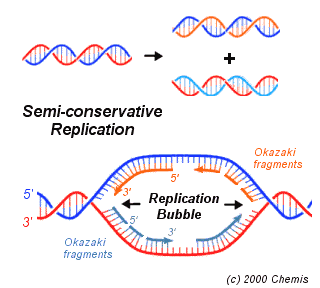 +
Semi-conservative
Replication
Okazaki
fragments
5'
3'
5'
3'
Replication
Bubble
5'
3'
Okazaki
fragments
(c) 2000 Chemis